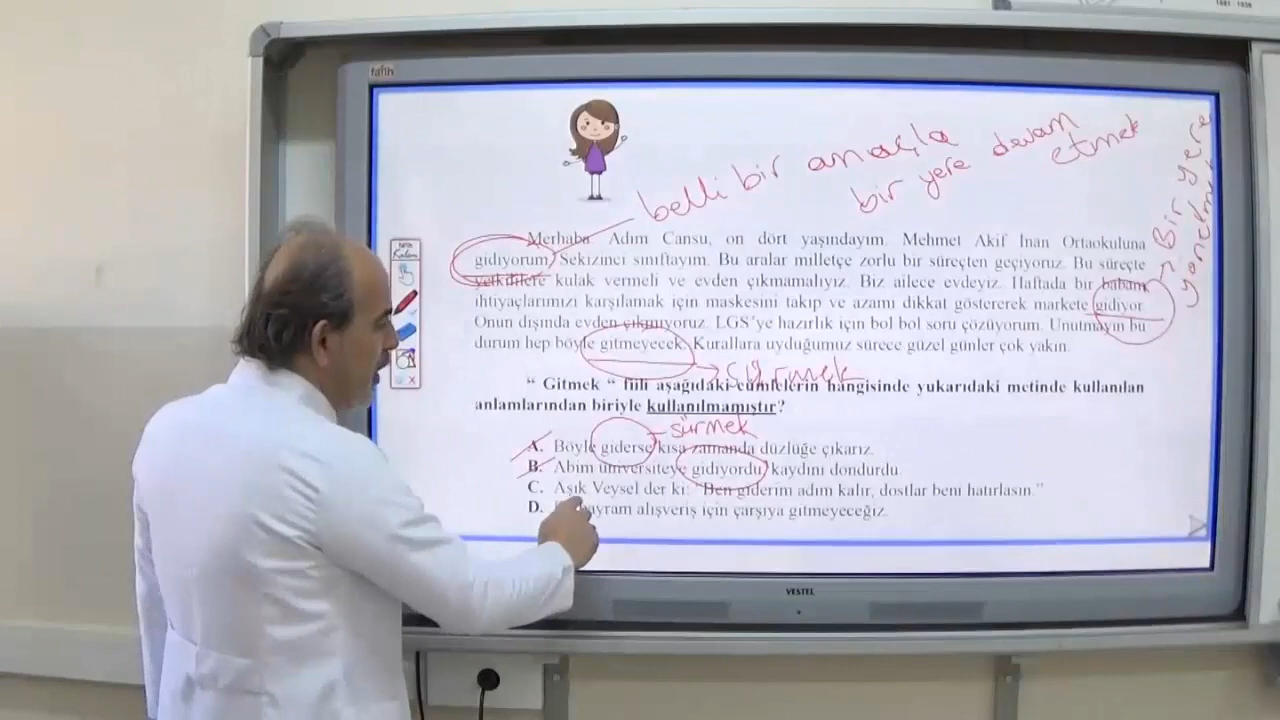 1881 - 1938
fatih
belli bir amaçla
bir yere devam
etmek
Bir yere
Merhaba Adım Cansu, on dört yaşındayım. Mehmet Akif İnan Ortaokuluna
gidiyorum. Sekizinci sınıftayım. Bu aralar milletçe zorlu bir süreçten geçiyoruz. Bu süreçte
yetkililere kulak vermeli ve evden çıkmamalıyız. Biz ailece evdeyiz. Haftada bir babam
ihtiyaçlarımızı karşılamak için maskesini takıp ve azami dikkat göstererek markete gidiyor.
Onun dışında evden çıkmıyoruz. LGS'ye hazırlık için bol bol soru çözüyorum. Unutmayın bu
durum hep böyle gitmeyecek. Kurallara uyduğumuz sürece güzel günler çok yakın.
" Gitmek " fiili aşağıdaki cümlelerin hangisinde yukarıdaki metinde kullanılan
anlamlarından biriyle kullanılmamıştır?
sürmek
A. Böyle giderse kısa zamanda düzlüğe çıkarız.
B. Abim üniversiteye gidiyordu, kaydını dondurdu.
C. Aşık Veysel der ki: "Ben giderim adım kalır, dostlar beni hatırlasın."
D. bayram alışveriş için çarşıya gitmeyeceğiz.
VESTEL